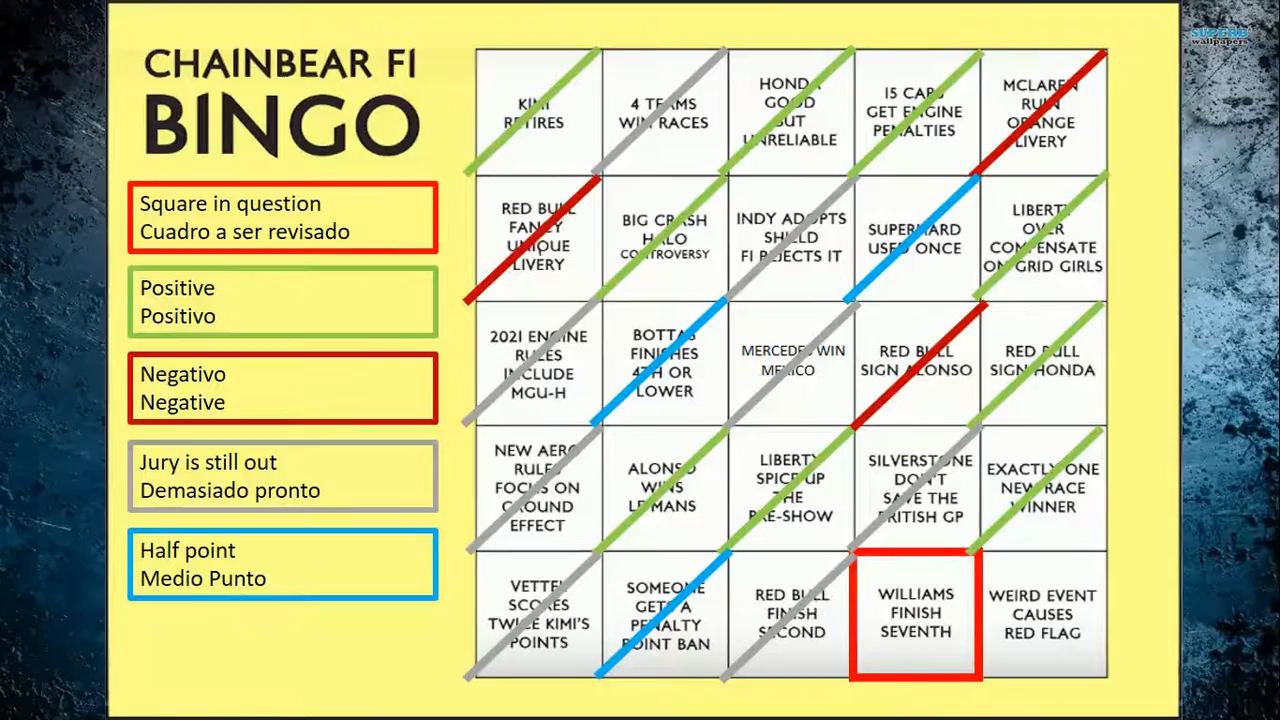 CHAINBEAR FI
BINGO
Square in question
Cuadro a ser revisado
Positive
Positivo
Negativo
Negative
Jury is still out
Demasiado pronto
Half point
Medio Punto
KIMI
RETIRES
4 TEAMS
WIN RACES
HONDA
GOOD
BUT
UNRELIABLE
15 CARS
GET ENGINE
PENALTIES
MCLAREN
RUIN
ORANGE
LIVERY
RED BULL
FANCY
UNIQUE
LIVERY
BIG CRASH
HALO
CONTROVERSY
INDY ADOPTS
SHIELD
F1 REJECTS IT
SUPERHARD
USED ONCE
LIBERTY
OVER
COMPENSATE
ON GRID GIRLS
2021 ENGINE
RULES
INCLUDE
MGU-H
BOTTAS
FINISHES
4TH OR
LOWER
MERCEDES WIN
MEXICO
RED BULL
SIGN ALONSO
RED BULL
SIGN HONDA
NEW AERO
RULES
FOCUS ON
GROUND
EFFECT
ALONSO
WINS
LE MANS
LIBERTY
SPICE UP
THE
PRE-SHOW
SILVERSTONE
DON'T
SAVE THE
BRITISH GP
EXACTLY ONE
NEW RACE
WINNER
VETTEL
SCORES
TWICE KIMI'S
POINTS
SOMEONE
GETS A
PENALTY
POINT BAN
RED BULL
FINISH
SECOND
WILLIAMS
FINISH
SEVENTH
WEIRD EVENT
CAUSES
RED FLAG
SUPERB
wallpapers